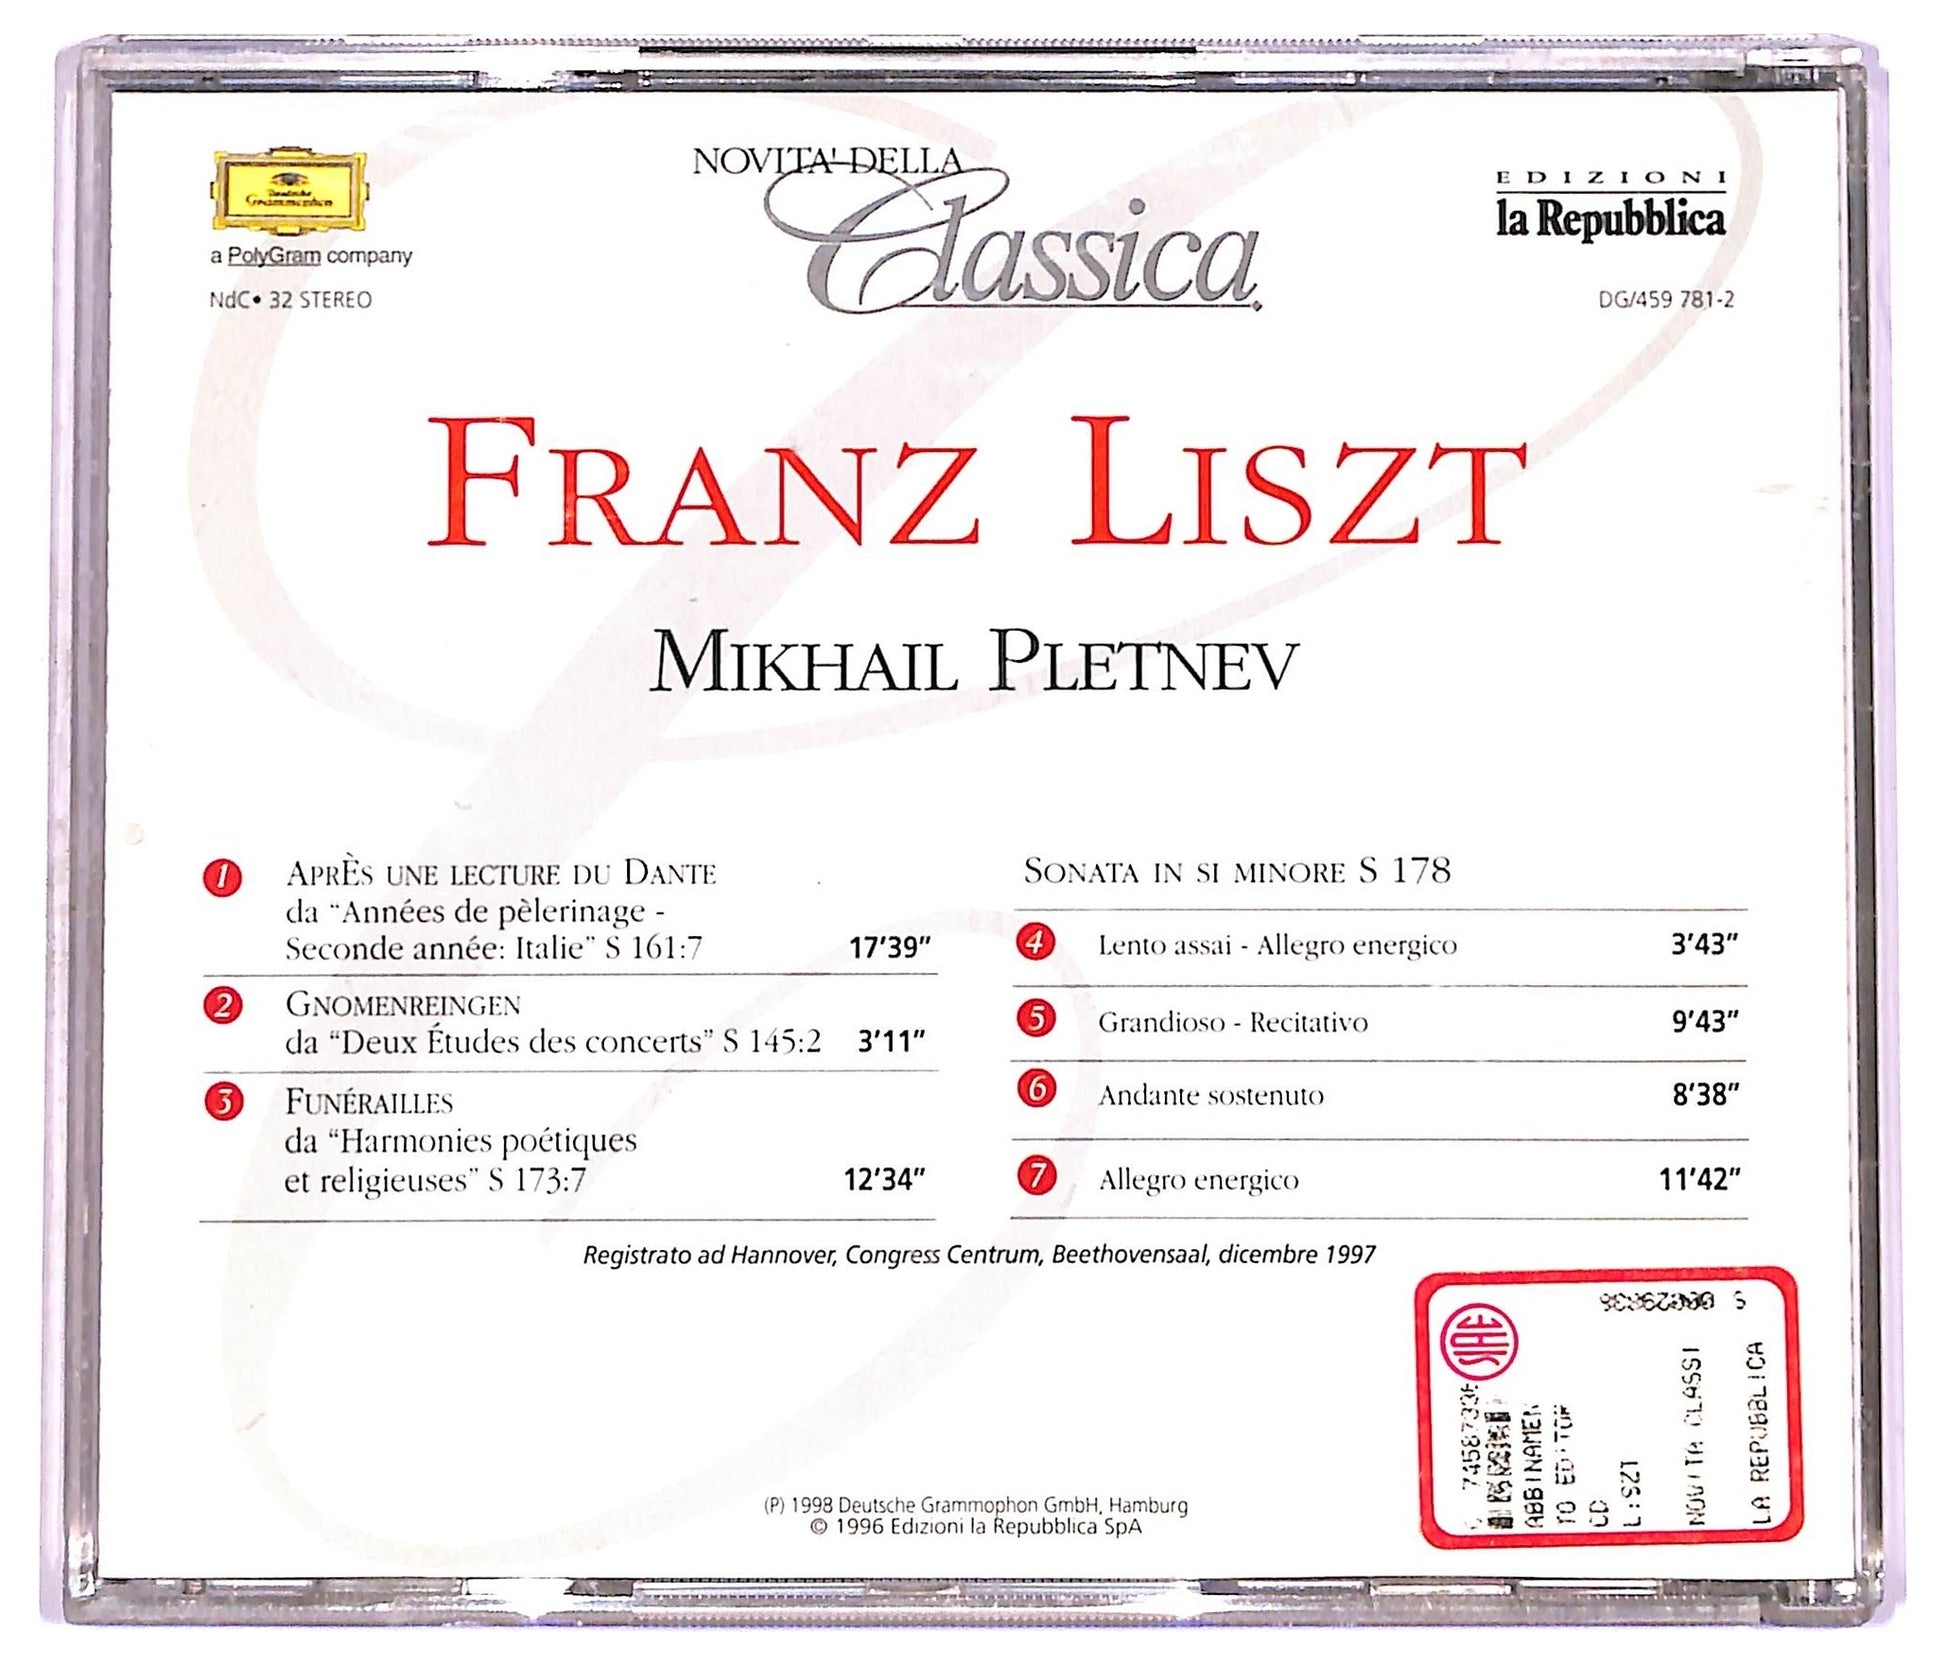 Deutsche
Grammophon
a PolyGram company
NdC• 32 STEREO
NOVITA' DELLA
Classica
EDIZIONI
la Repubblica
DG/459 781-2
FRANZ LISZT
MIKHAIL PLETNEV
1 APRÈS UNE LECTURE DU DANTE
da "Années de pèlerinage -
Seconde année: Italie" S 161:7 17'39"
2 GNOMENREINGEN
da "Deux Études des concerts" S 145:2 3'11"
3 FUNÉRAILLES
da "Harmonies poétiques
et religieuses" S 173:7 12'34"
SONATA IN SI MINORE S 178
4 Lento assai - Allegro energico 3'43"
5 Grandioso - Recitativo 9'43"
6 Andante sostenuto 8'38"
7 Allegro energico 11'42"
Registrato ad Hannover, Congress Centrum, Beethovensaal, dicembre 1997
(P) 1998 Deutsche Grammophon GmbH, Hamburg
© 1996 Edizioni la Repubblica SpA
SIAE
ABBINAMEN
TO EDITOR
CD
LISZT
NOVITA CLASSI
LA REPUBBLICA